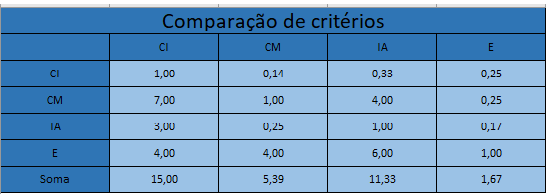 Comparação de critérios
CI CM IA E
CI 1,00 0,14 0,33 0,25
CM 7,00 1,00 4,00 0,25
IA 3,00 0,25 1,00 0,17
E 4,00 4,00 6,00 1,00
Soma 15,00 5,39 11,33 1,67